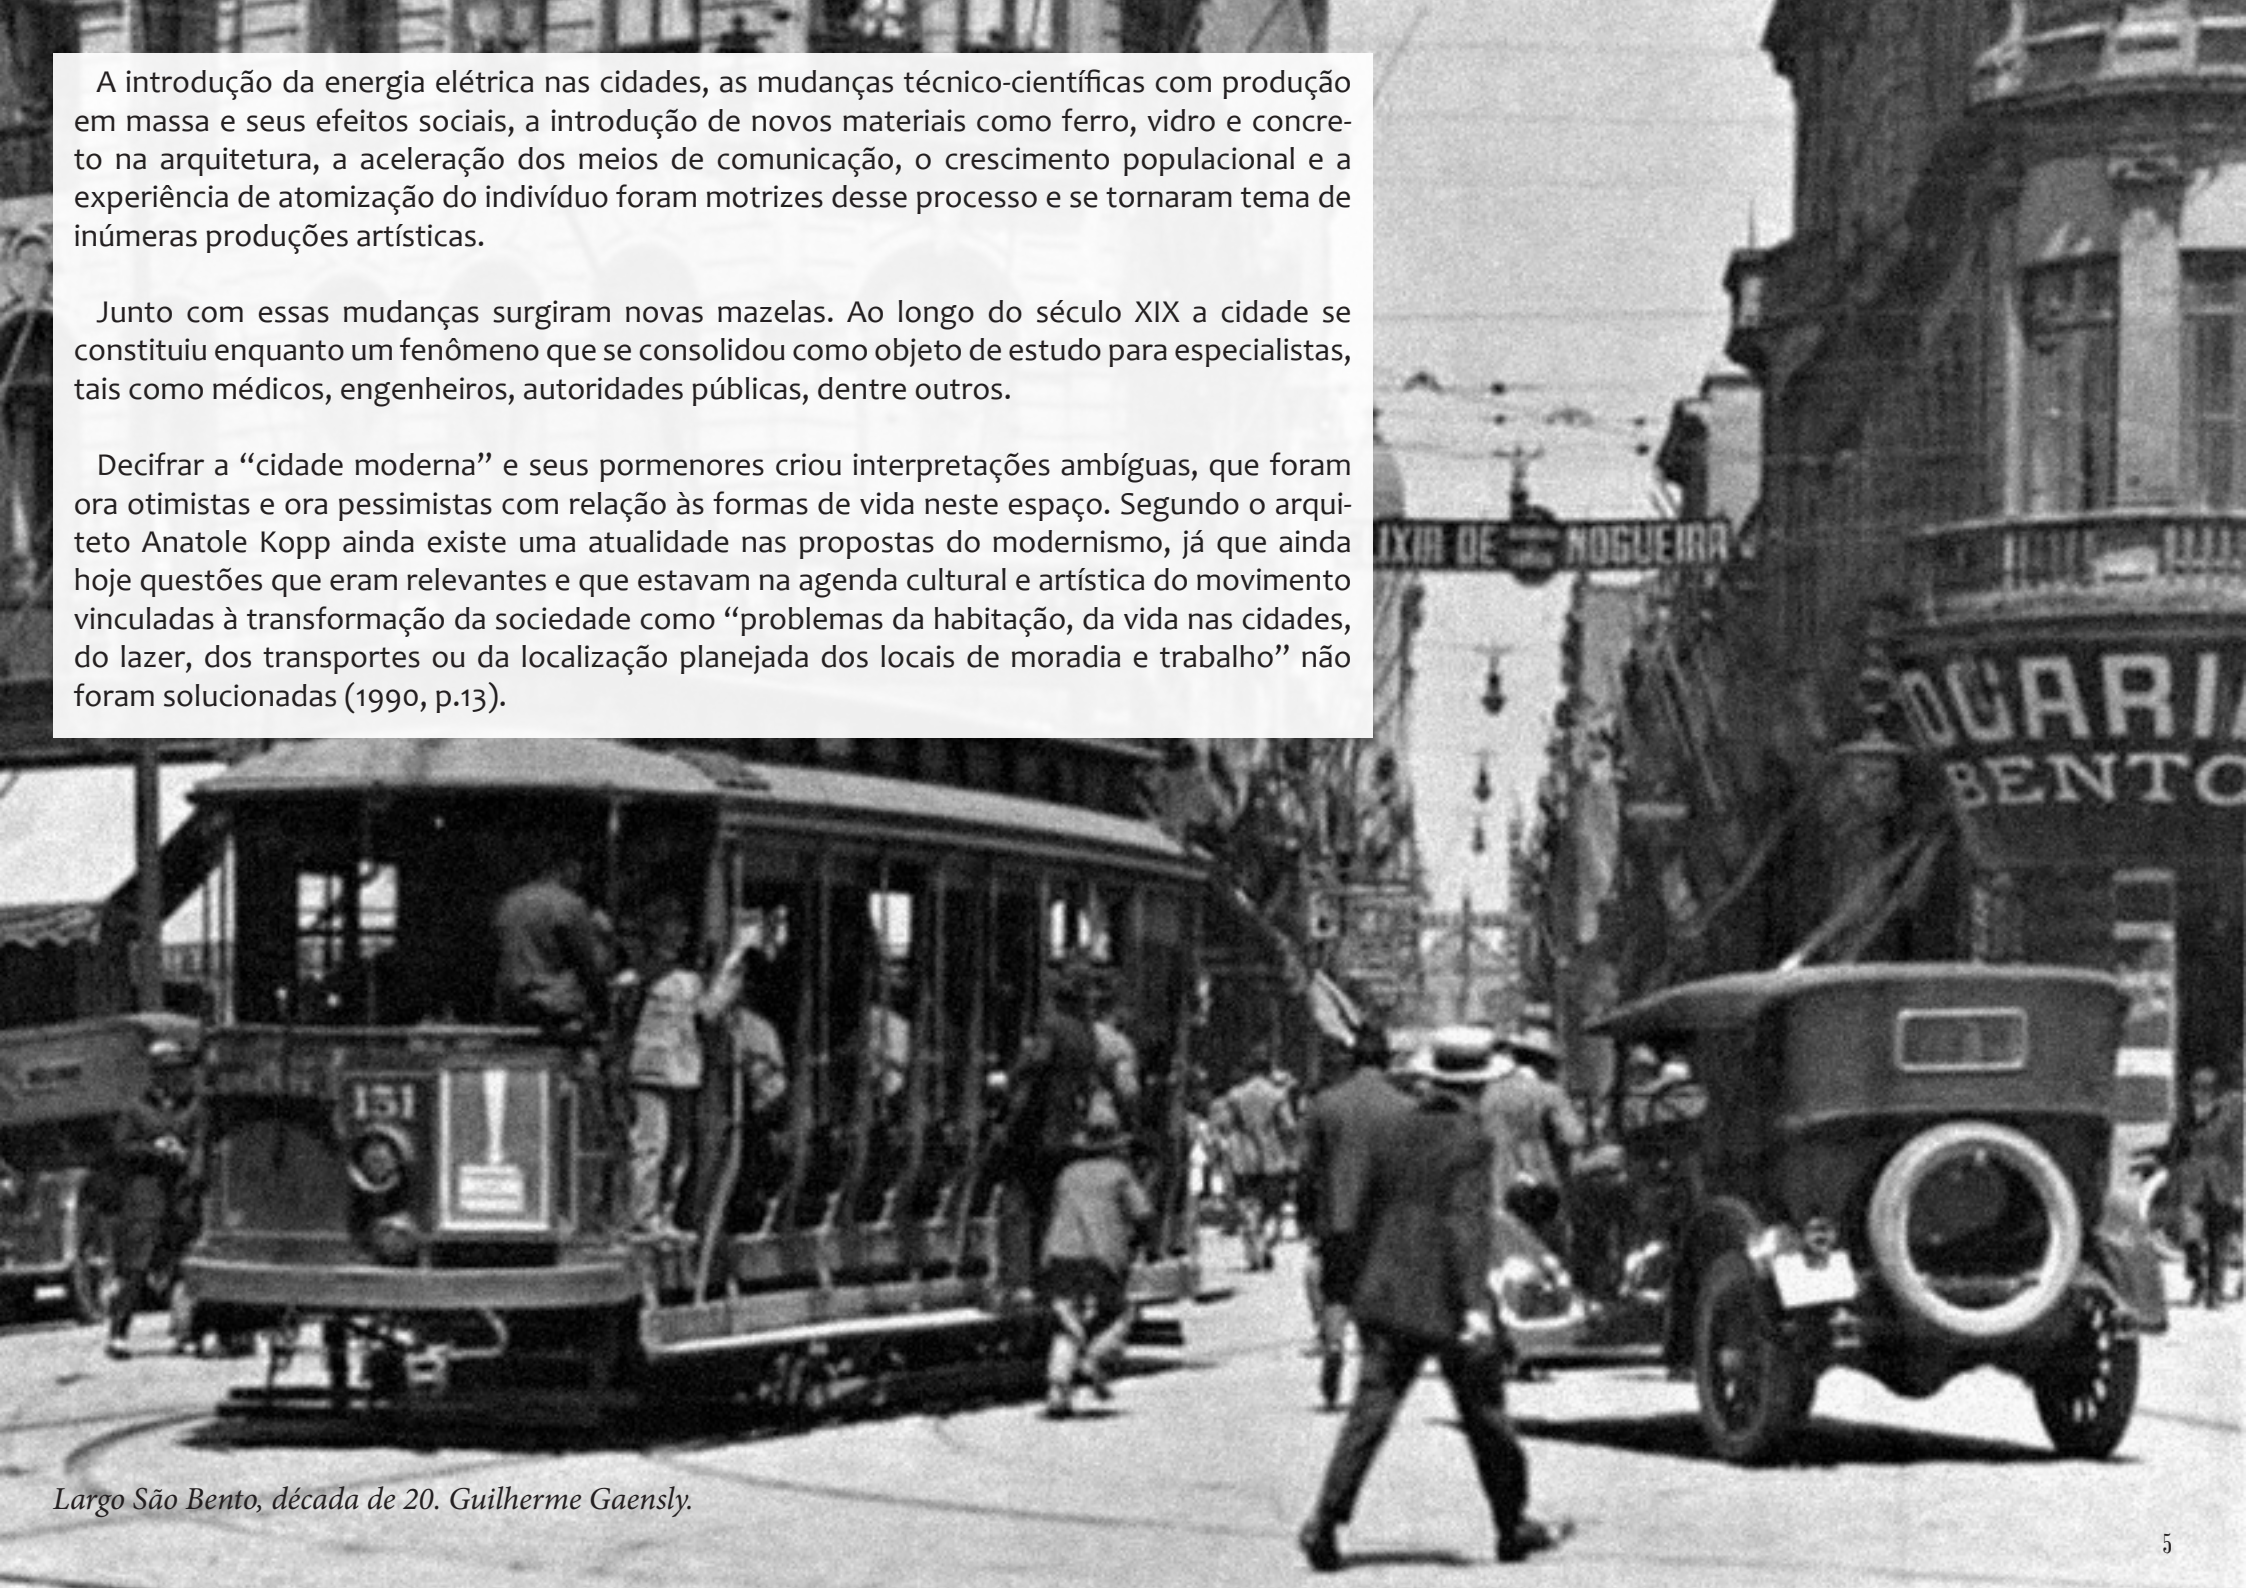 A introdução da energia elétrica nas cidades, as mudanças técnico-científicas com produção
em massa e seus efeitos sociais, a introdução de novos materiais como ferro, vidro e concre-
to na arquitetura, a aceleração dos meios de comunicação, o crescimento populacional e a
experiência de atomização do indivíduo foram motrizes desse processo e se tornaram tema de
inúmeras produções artísticas.
Junto com essas mudanças surgiram novas mazelas. Ao longo do século XIX a cidade se
constituiu enquanto um fenômeno que se consolidou como objeto de estudo para especialistas,
tais como médicos, engenheiros, autoridades públicas, dentre outros.
Decifrar a “cidade moderna” e seus pormenores criou interpretações ambíguas, que foram
ora otimistas e ora pessimistas com relação às formas de vida neste espaço. Segundo o arqui-
teto Anatole Kopp ainda existe uma atualidade nas propostas do modernismo, já que ainda
hoje questões que eram relevantes e que estavam na agenda cultural e artística do movimento
vinculadas à transformação da sociedade como “problemas da habitação, da vida nas cidades,
do lazer, dos transportes ou da localização planejada dos locais de moradia e trabalho” não
foram solucionadas (1990, p.13).
IXIR DE NOGUEIRA
OGARIA
BENTO
151
Largo São Bento, década de 20. Guilherme Gaensly.
5